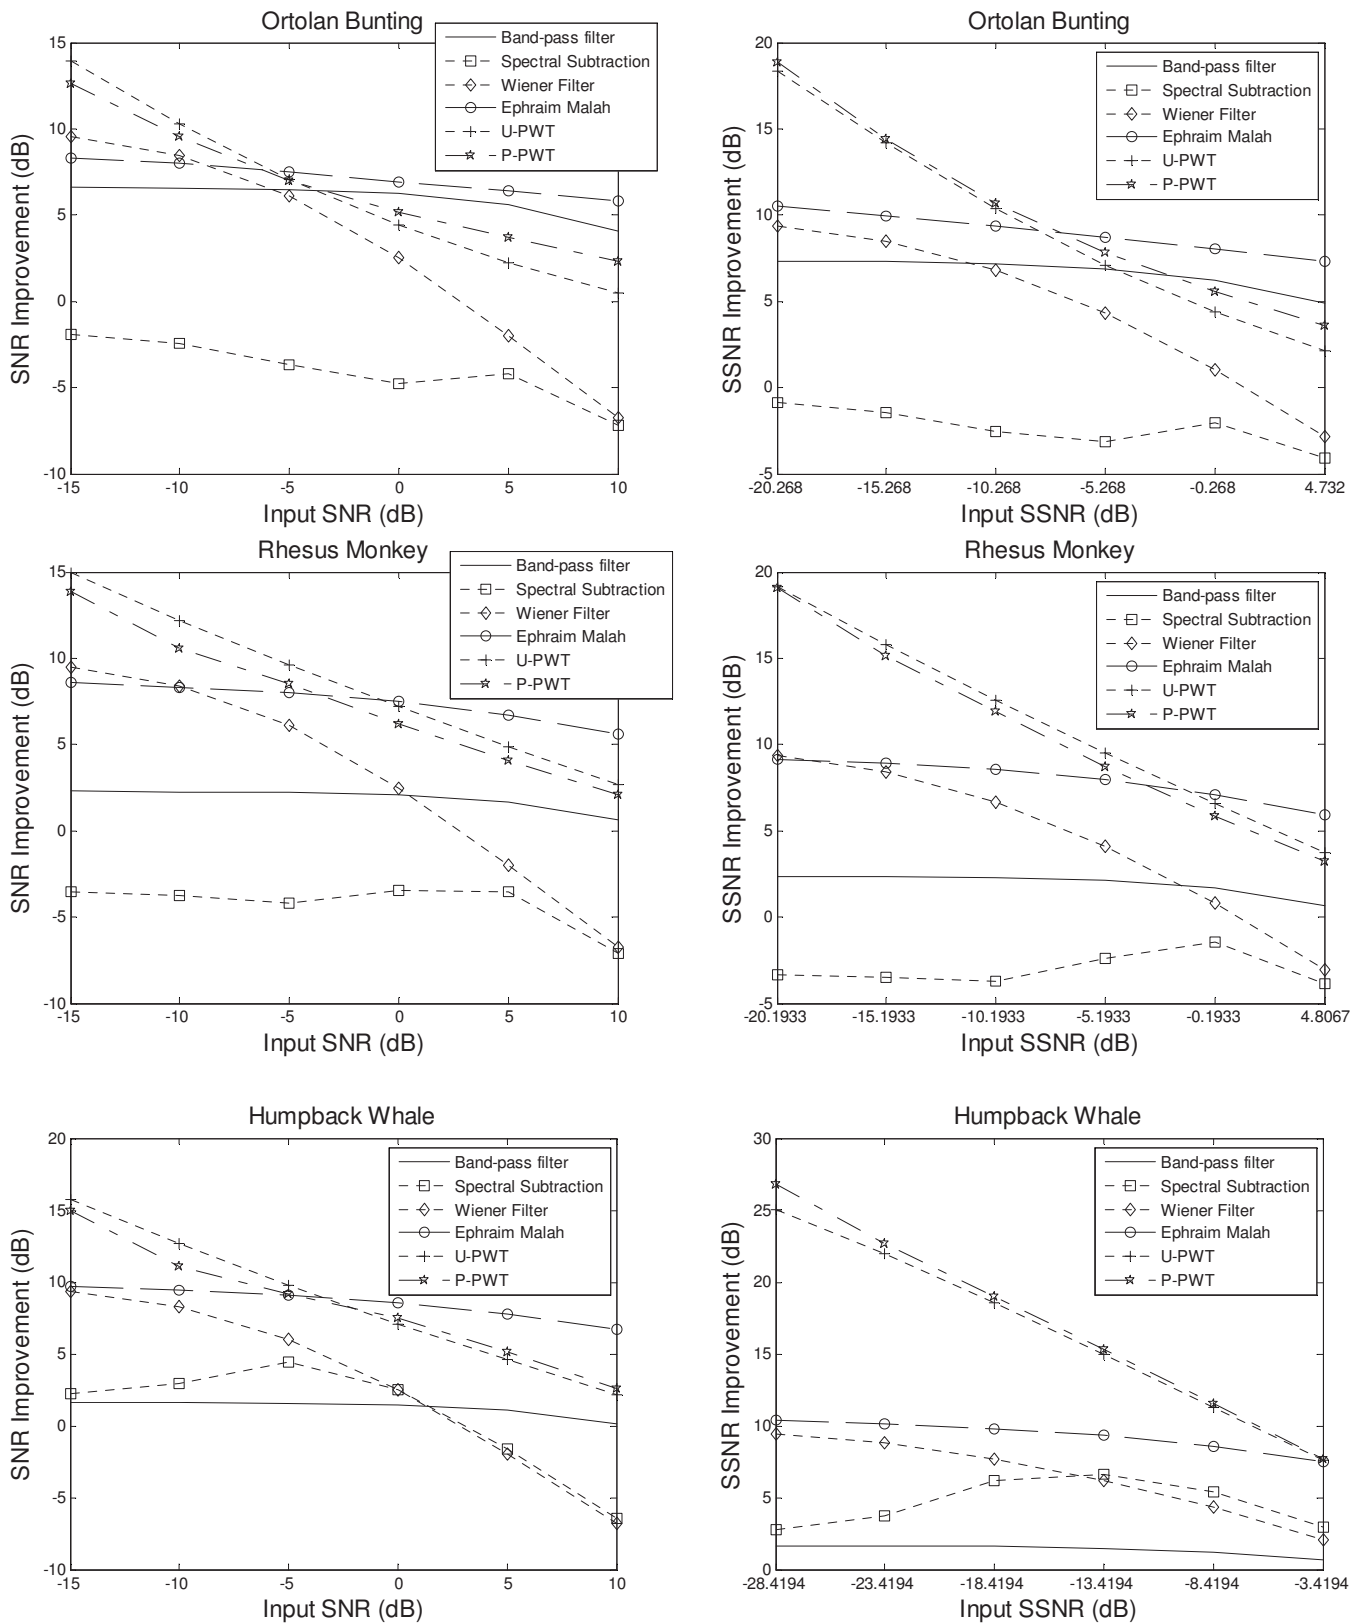 Ortolan Bunting
SNR Improvement (dB)
15
10
5
0
-5
-10
-15
-10
-5
0
5
10
Input SNR (dB)
Band-pass filter
Spectral Subtraction
Wiener Filter
Ephraim Malah
U-PWT
P-PWT
Ortolan Bunting
SSNR Improvement (dB)
20
15
10
5
0
-5
-20.268
-15.268
-10.268
-5.268
-0.268
4.732
Input SSNR (dB)
Band-pass filter
Spectral Subtraction
Wiener Filter
Ephraim Malah
U-PWT
P-PWT
Rhesus Monkey
SNR Improvement (dB)
15
10
5
0
-5
-10
-15
-10
-5
0
5
10
Input SNR (dB)
Band-pass filter
Spectral Subtraction
Wiener Filter
Ephraim Malah
U-PWT
P-PWT
Rhesus Monkey
SSNR Improvement (dB)
20
15
10
5
0
-5
-20.1933
-15.1933
-10.1933
-5.1933
-0.1933
4.8067
Input SSNR (dB)
Band-pass filter
Spectral Subtraction
Wiener Filter
Ephraim Malah
U-PWT
P-PWT
Humpback Whale
SNR Improvement (dB)
20
15
10
5
0
-5
-10
-15
-10
-5
0
5
10
Input SNR (dB)
Band-pass filter
Spectral Subtraction
Wiener Filter
Ephraim Malah
U-PWT
P-PWT
Humpback Whale
SSNR Improvement (dB)
30
25
20
15
10
5
0
-28.4194
-23.4194
-18.4194
-13.4194
-8.4194
-3.4194
Input SSNR (dB)
Band-pass filter
Spectral Subtraction
Wiener Filter
Ephraim Malah
U-PWT
P-PWT